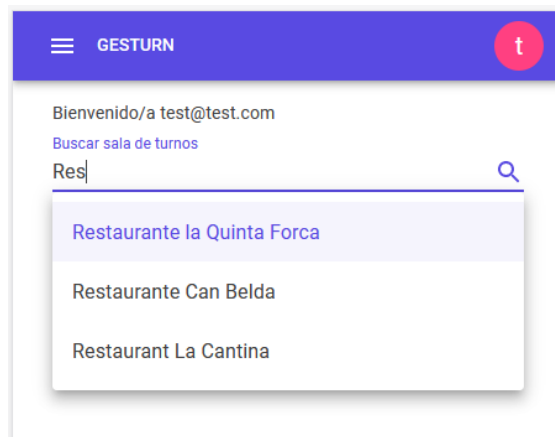 GESTURN
t
Bienvenido/a test@test.com
Buscar sala de turnos
Res
Restaurante la Quinta Forca
Restaurante Can Belda
Restaurant La Cantina